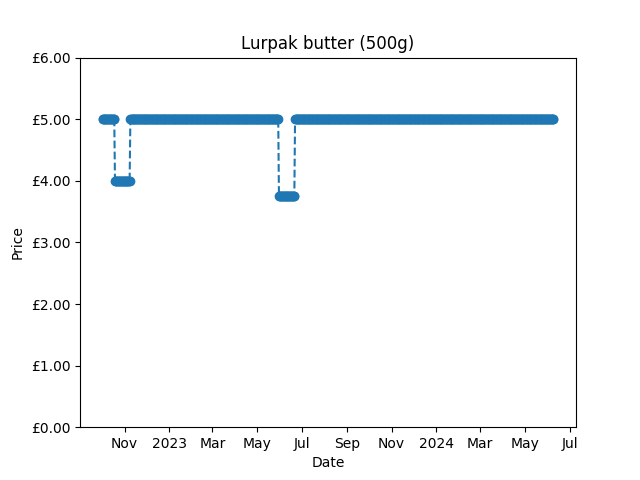 Lurpak butter (500g)
£6.00
£5.00
£4.00
£3.00
£2.00
£1.00
£0.00
Price
Nov 2023 Mar May Jul Sep Nov 2024 Mar May Jul
Date